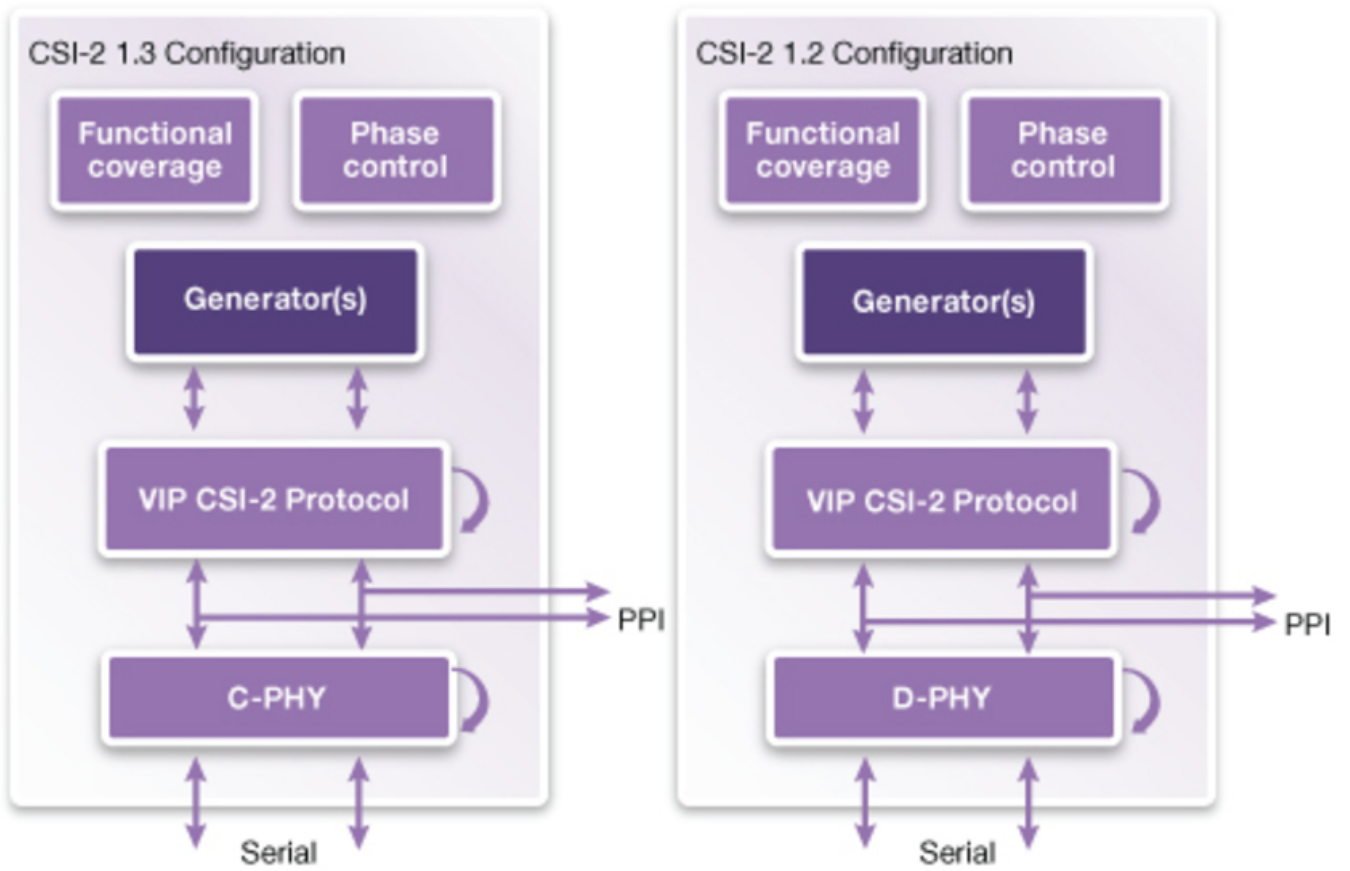 CSI-2 1.3 Configuration
Functional
coverage
Phase
control
Generator(s)
VIP CSI-2 Protocol
PPI
C-PHY
Serial
CSI-2 1.2 Configuration
Functional
coverage
Phase
control
Generator(s)
VIP CSI-2 Protocol
PPI
D-PHY
Serial